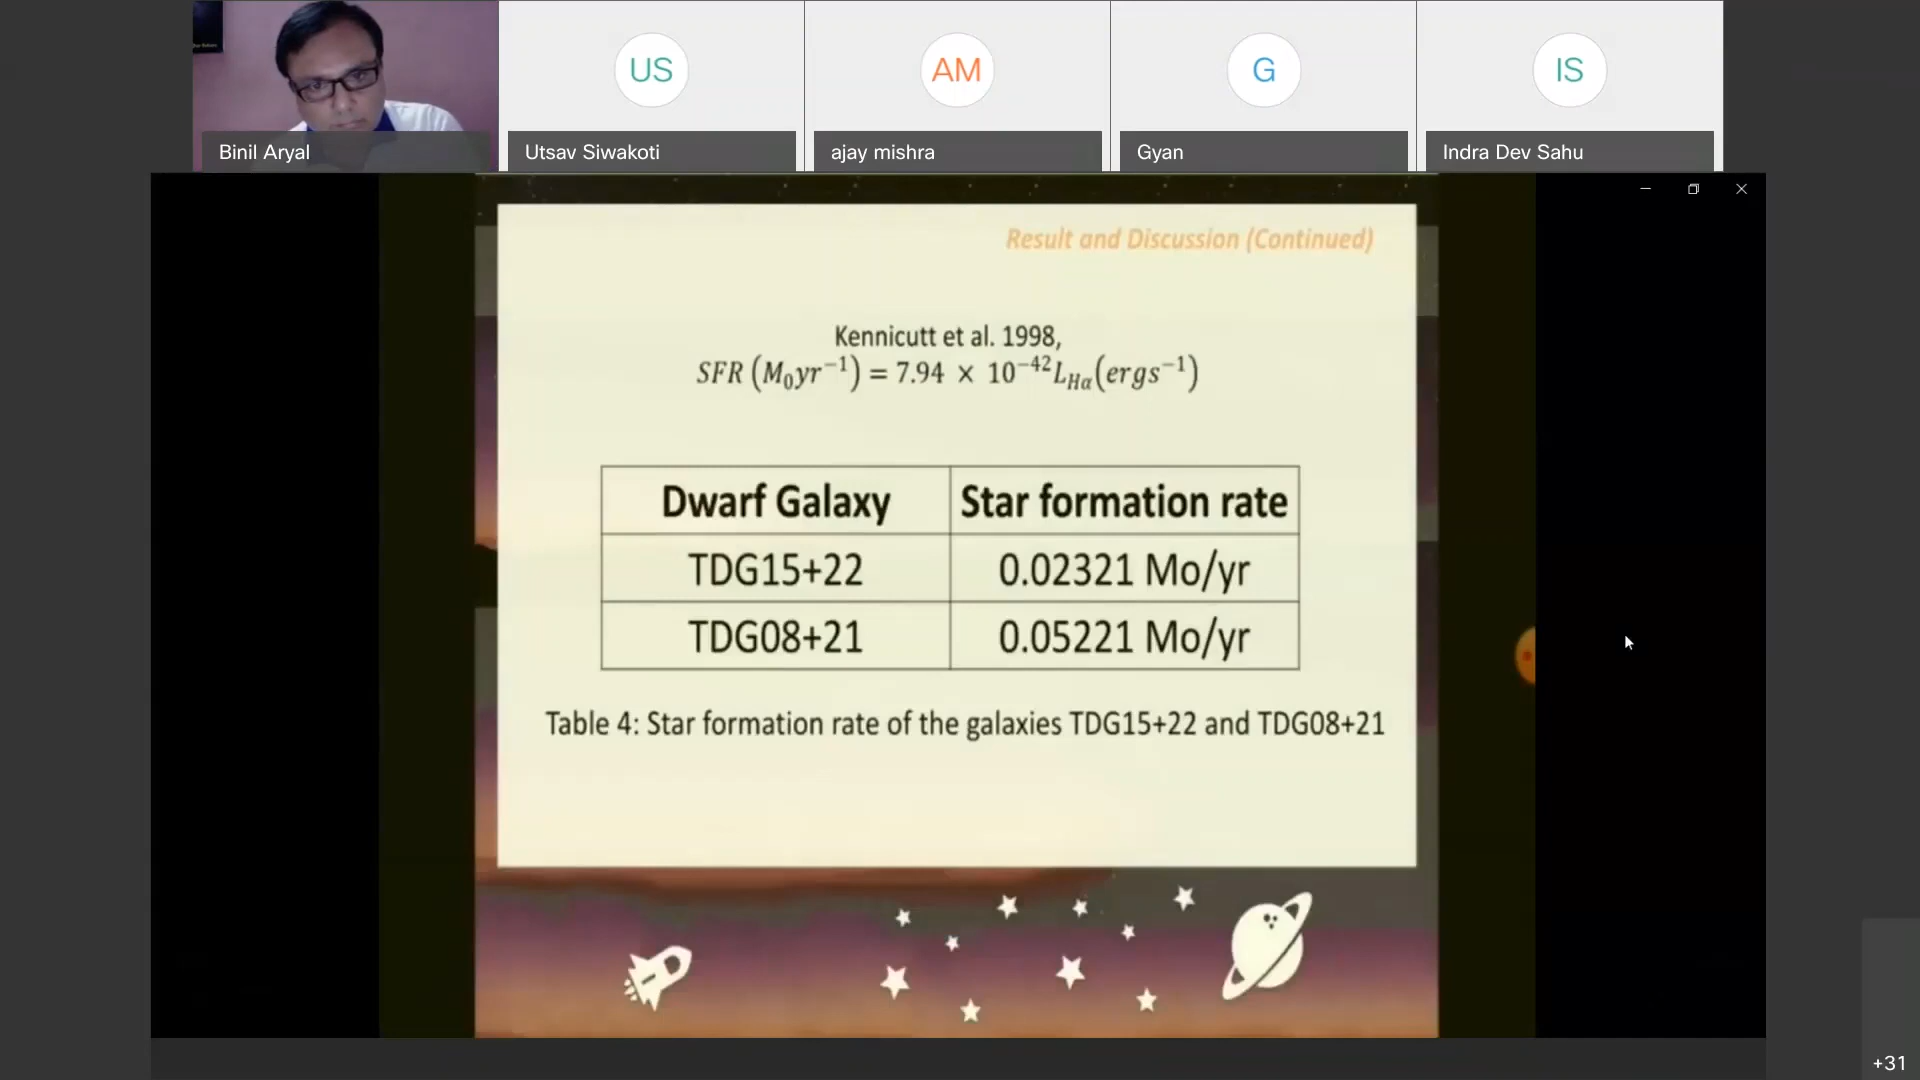 US
AM
G
IS
Binil Aryal
Utsav Siwakoti
ajay mishra
Gyan
Indra Dev Sahu
Result and Discussion (Continued)
Kennicutt et al. 1998,
SFR (M₀yr⁻¹) = 7.94 × 10⁻⁴²L_Hα(ergs⁻¹)
Dwarf Galaxy Star formation rate
TDG15+22 0.02321 Mo/yr
TDG08+21 0.05221 Mo/yr
Table 4: Star formation rate of the galaxies TDG15+22 and TDG08+21
+31